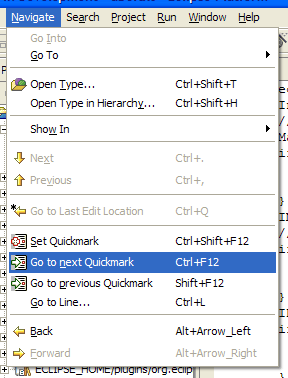 Navigate Search Project Run Window Help
Go Into
Go To
Open Type... Ctrl+Shift+T
Open Type in Hierarchy... Ctrl+Shift+H
Show In
Next Ctrl+.
Previous Ctrl+,
Go to Last Edit Location Ctrl+Q
Set Quickmark Ctrl+Shift+F12
Go to next Quickmark Ctrl+F12
Go to previous Quickmark Shift+F12
Go to Line... Ctrl+L
Back Alt+Arrow_Left
Forward Alt+Arrow_Right
ECLIPSE_HOME/plugins/org.eclip